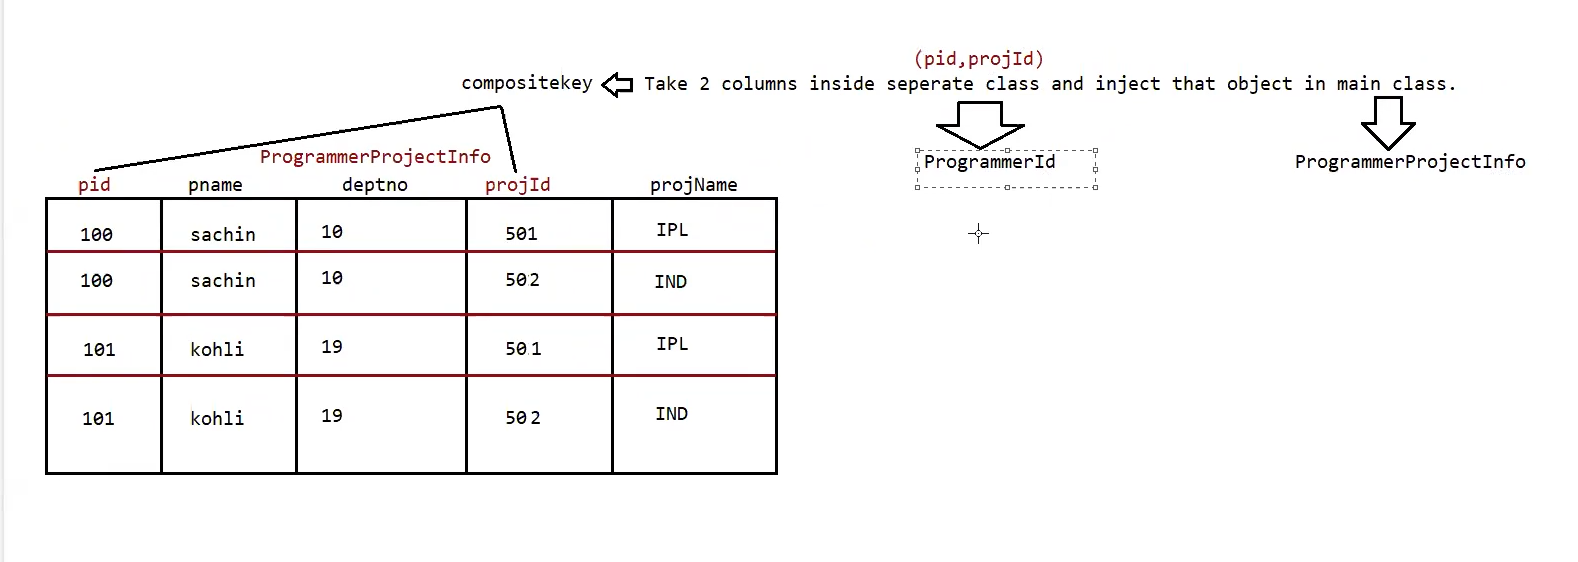 (pid,projId)
compositekey Take 2 columns inside seperate class and inject that object in main class.
ProgrammerProjectInfo ProgrammerId ProgrammerProjectInfo
pid pname deptno projId projName
100 sachin 10 501 IPL
100 sachin 10 502 IND
101 kohli 19 501 IPL
101 kohli 19 502 IND